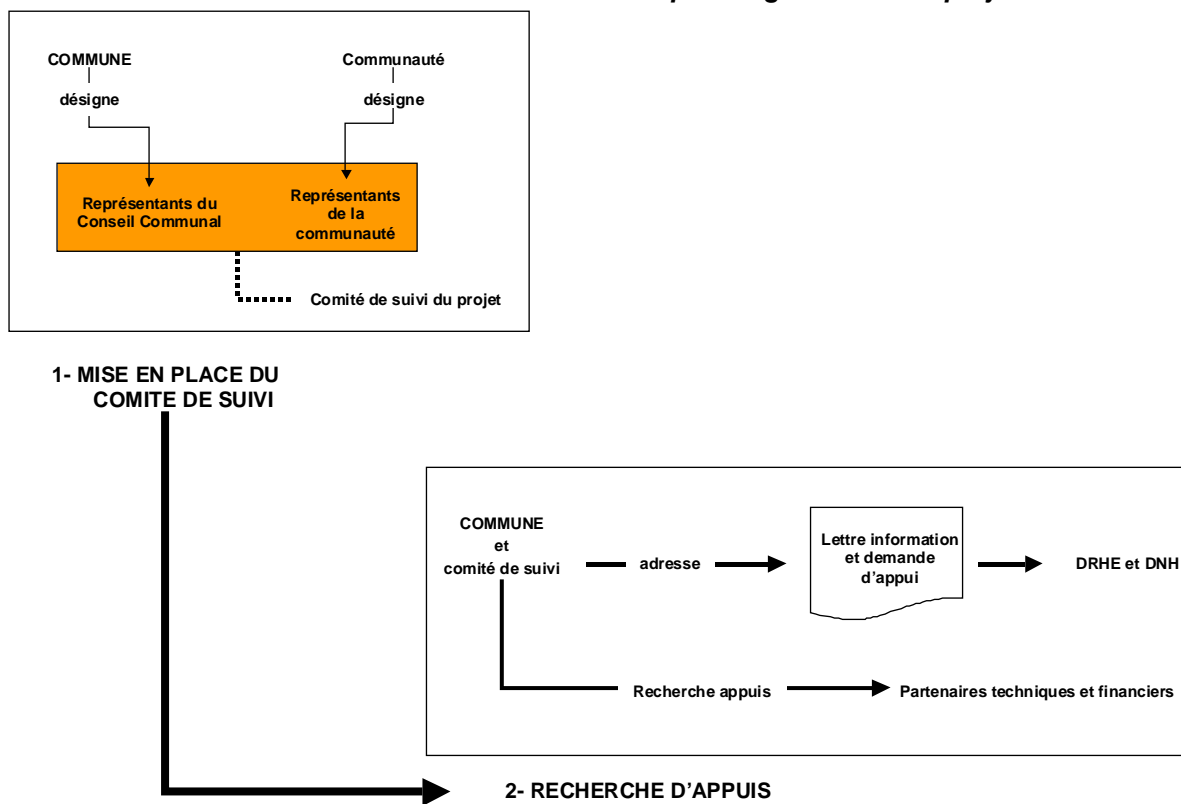 COMMUNE
Communauté
désigne
désigne
Représentants du
Conseil Communal
Représentants
de la
communauté
Comité de suivi du projet
1- MISE EN PLACE DU
COMITE DE SUIVI
COMMUNE
et
comité de suivi
adresse
Lettre information
et demande
d'appui
DRHE et DNH
Recherche appuis
Partenaires techniques et financiers
2- RECHERCHE D'APPUIS